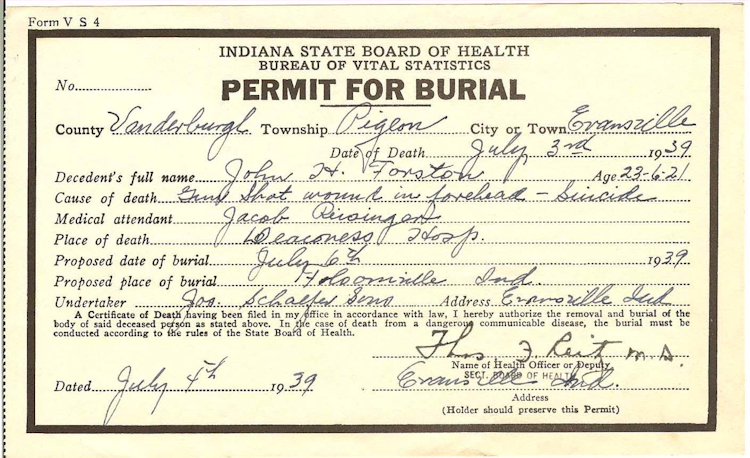 Form V S 4
INDIANA STATE BOARD OF HEALTH
BUREAU OF VITAL STATISTICS
No.
PERMIT FOR BURIAL
County Vanderburgh Township Pigeon City or Town Evansville
Date of Death July 3rd 1939
Decedent's full name John H. Forston Age 23-6-21
Cause of death Gun Shot wound in forehead - Suicide
Medical attendant Jacob
Place of death Deaconess Hosp.
Proposed date of burial July 6th 1939
Proposed place of burial Ind.
Undertaker Jos. Schaefer Sons Address Evansville Ind
A Certificate of Death having been filed in my office in accordance with law, I hereby authorize the removal and burial of the
body of said deceased person as stated above. In the case of death from a dangerous communicable disease, the burial must be
conducted according to the rules of the State Board of Health.
M.D.
Name of Health Officer or Deputy
SECT. BOARD OF HEALTH
Dated July 4th 1939 Evansville Ind.
Address
(Holder should preserve this Permit)